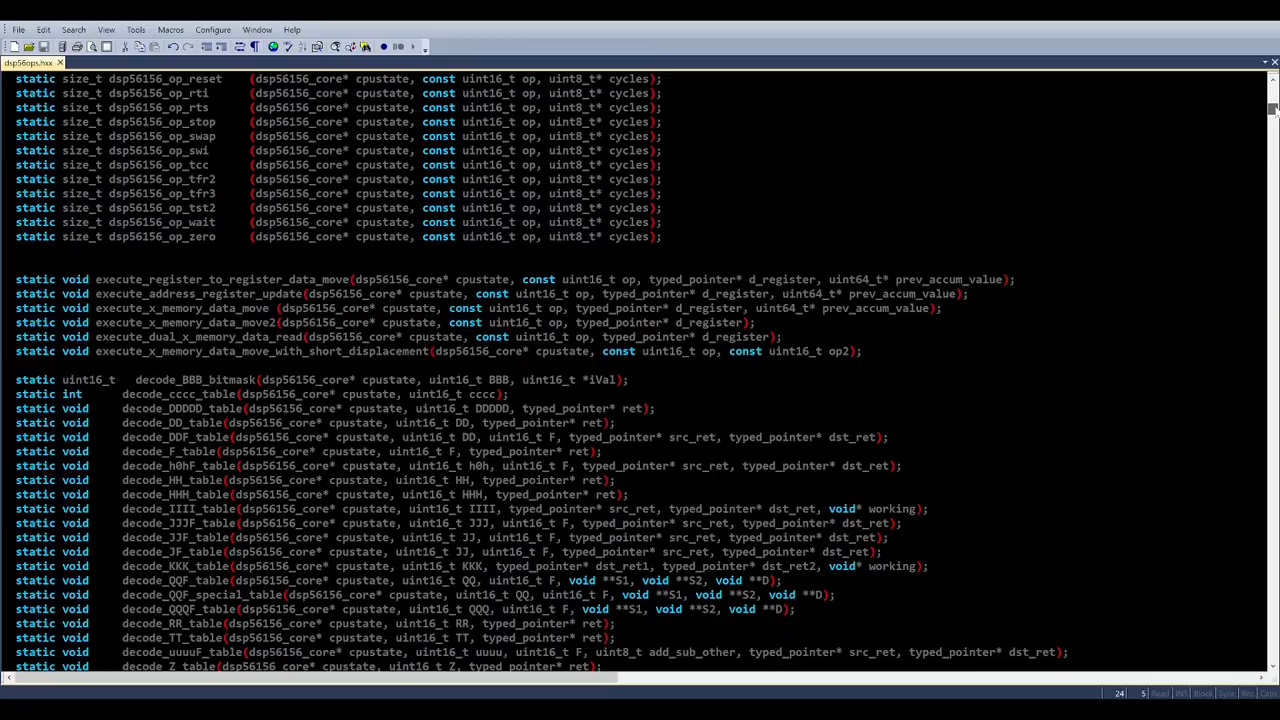 File Edit Search View Tools Macros Configure Window Help
dsp56ops.hxx
static size_t dsp56156_op_reset (dsp56156_core* cpustate, const uint16_t op, uint8_t* cycles);
static size_t dsp56156_op_rti (dsp56156_core* cpustate, const uint16_t op, uint8_t* cycles);
static size_t dsp56156_op_rts (dsp56156_core* cpustate, const uint16_t op, uint8_t* cycles);
static size_t dsp56156_op_stop (dsp56156_core* cpustate, const uint16_t op, uint8_t* cycles);
static size_t dsp56156_op_swap (dsp56156_core* cpustate, const uint16_t op, uint8_t* cycles);
static size_t dsp56156_op_swi (dsp56156_core* cpustate, const uint16_t op, uint8_t* cycles);
static size_t dsp56156_op_tcc (dsp56156_core* cpustate, const uint16_t op, uint8_t* cycles);
static size_t dsp56156_op_tfr2 (dsp56156_core* cpustate, const uint16_t op, uint8_t* cycles);
static size_t dsp56156_op_tfr3 (dsp56156_core* cpustate, const uint16_t op, uint8_t* cycles);
static size_t dsp56156_op_tst2 (dsp56156_core* cpustate, const uint16_t op, uint8_t* cycles);
static size_t dsp56156_op_wait (dsp56156_core* cpustate, const uint16_t op, uint8_t* cycles);
static size_t dsp56156_op_zero (dsp56156_core* cpustate, const uint16_t op, uint8_t* cycles);
static void execute_register_to_register_data_move(dsp56156_core* cpustate, const uint16_t op, typed_pointer* d_register, uint64_t* prev_accum_value);
static void execute_address_register_update(dsp56156_core* cpustate, const uint16_t op, typed_pointer* d_register, uint64_t* prev_accum_value);
static void execute_x_memory_data_move (dsp56156_core* cpustate, const uint16_t op, typed_pointer* d_register, uint64_t* prev_accum_value);
static void execute_x_memory_data_move2(dsp56156_core* cpustate, const uint16_t op, typed_pointer* d_register);
static void execute_dual_x_memory_data_read(dsp56156_core* cpustate, const uint16_t op, typed_pointer* d_register);
static void execute_x_memory_data_move_with_short_displacement(dsp56156_core* cpustate, const uint16_t op, const uint16_t op2);
static uint16_t decode_BBB_bitmask(dsp56156_core* cpustate, uint16_t BBB, uint16_t *iVal);
static int decode_cccc_table(dsp56156_core* cpustate, uint16_t cccc);
static void decode_DDDDD_table(dsp56156_core* cpustate, uint16_t DDDDD, typed_pointer* ret);
static void decode_DD_table(dsp56156_core* cpustate, uint16_t DD, typed_pointer* ret);
static void decode_DDF_table(dsp56156_core* cpustate, uint16_t DD, uint16_t F, typed_pointer* src_ret, typed_pointer* dst_ret);
static void decode_F_table(dsp56156_core* cpustate, uint16_t F, typed_pointer* ret);
static void decode_h0hF_table(dsp56156_core* cpustate, uint16_t h0h, uint16_t F, typed_pointer* src_ret, typed_pointer* dst_ret);
static void decode_HH_table(dsp56156_core* cpustate, uint16_t HH, typed_pointer* ret);
static void decode_HHH_table(dsp56156_core* cpustate, uint16_t HHH, typed_pointer* ret);
static void decode_IIII_table(dsp56156_core* cpustate, uint16_t IIII, typed_pointer* src_ret, typed_pointer* dst_ret, void* working);
static void decode_JJJF_table(dsp56156_core* cpustate, uint16_t JJJ, uint16_t F, typed_pointer* src_ret, typed_pointer* dst_ret);
static void decode_JJF_table(dsp56156_core* cpustate, uint16_t JJ, uint16_t F, typed_pointer* src_ret, typed_pointer* dst_ret);
static void decode_JF_table(dsp56156_core* cpustate, uint16_t JJ, uint16_t F, typed_pointer* src_ret, typed_pointer* dst_ret);
static void decode_KKK_table(dsp56156_core* cpustate, uint16_t KKK, typed_pointer* dst_ret1, typed_pointer* dst_ret2, void* working);
static void decode_QQF_table(dsp56156_core* cpustate, uint16_t QQ, uint16_t F, void **S1, void **S2, void **D);
static void decode_QQF_special_table(dsp56156_core* cpustate, uint16_t QQ, uint16_t F, void **S1, void **S2, void **D);
static void decode_QQQF_table(dsp56156_core* cpustate, uint16_t QQQ, uint16_t F, void **S1, void **S2, void **D);
static void decode_RR_table(dsp56156_core* cpustate, uint16_t RR, typed_pointer* ret);
static void decode_TT_table(dsp56156_core* cpustate, uint16_t TT, typed_pointer* ret);
static void decode_uuuuF_table(dsp56156_core* cpustate, uint16_t uuuu, uint16_t F, uint8_t add_sub_other, typed_pointer* src_ret, typed_pointer* dst_ret);
static void decode_Z_table(dsp56156_core* cpustate, uint16_t Z, typed_pointer* ret);
24 5 Read INS Block Sync Rec Caps